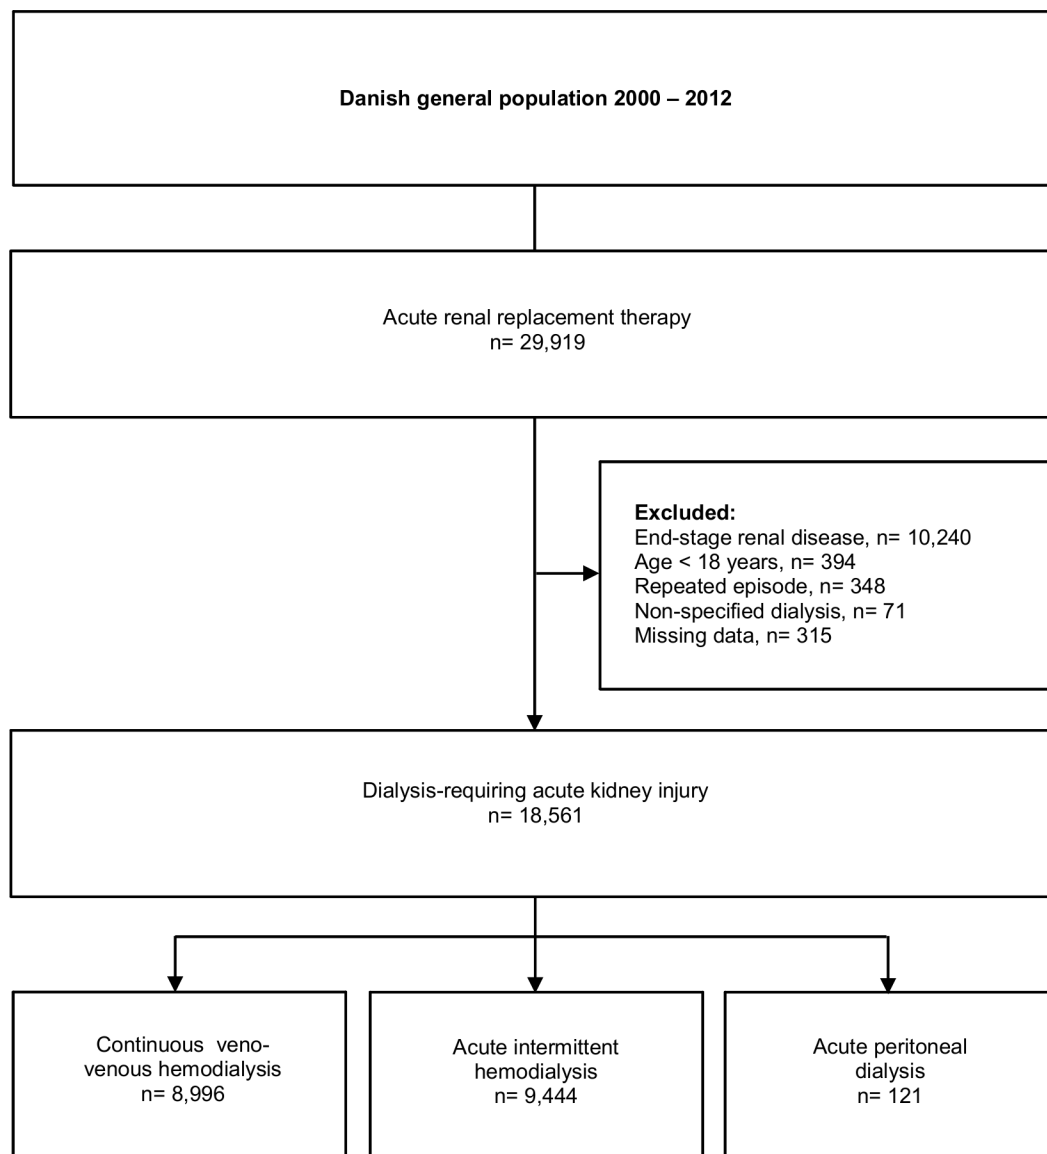 Danish general population 2000 – 2012
Acute renal replacement therapy
n= 29,919
Excluded:
End-stage renal disease, n= 10,240
Age < 18 years, n= 394
Repeated episode, n= 348
Non-specified dialysis, n= 71
Missing data, n= 315
Dialysis-requiring acute kidney injury
n= 18,561
Continuous veno-
venous hemodialysis
n= 8,996
Acute intermittent
hemodialysis
n= 9,444
Acute peritoneal
dialysis
n= 121